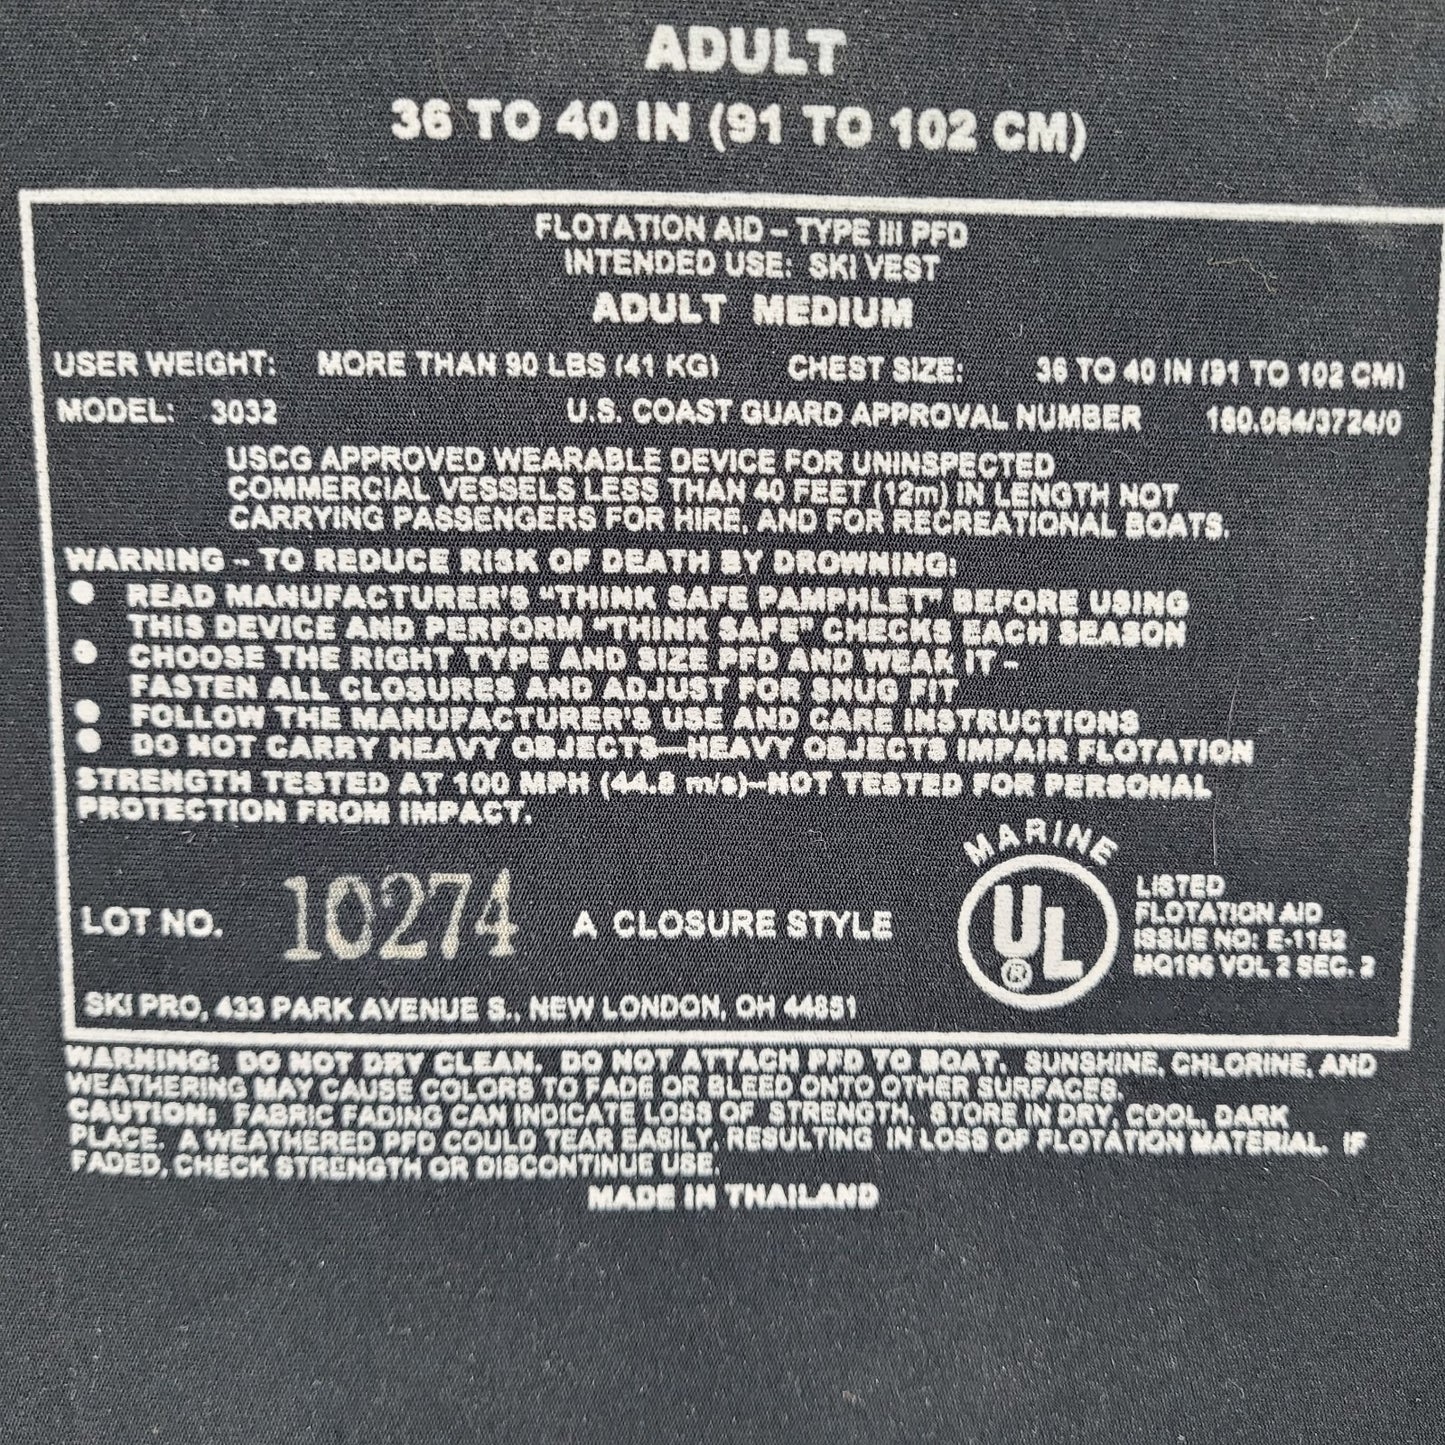 ADULT
36 TO 40 IN (91 TO 102 CM)
FLOTATION AID – TYPE III PFD
INTENDED USE: SKI VEST
ADULT MEDIUM
USER WEIGHT: MORE THAN 90 LBS (41 KG) CHEST SIZE: 36 TO 40 IN (91 TO 102 CM)
MODEL: 3032 U.S. COAST GUARD APPROVAL NUMBER 160.064/3724/0
USCG APPROVED WEARABLE DEVICE FOR UNINSPECTED
COMMERCIAL VESSELS LESS THAN 40 FEET (12m) IN LENGTH NOT
CARRYING PASSENGERS FOR HIRE, AND FOR RECREATIONAL BOATS.
WARNING – TO REDUCE RISK OF DEATH BY DROWNING:
● READ MANUFACTURER'S "THINK SAFE PAMPHLET" BEFORE USING
THIS DEVICE AND PERFORM "THINK SAFE" CHECKS EACH SEASON
● CHOOSE THE RIGHT TYPE AND SIZE PFD AND WEAR IT –
FASTEN ALL CLOSURES AND ADJUST FOR SNUG FIT
● FOLLOW THE MANUFACTURER'S USE AND CARE INSTRUCTIONS
● DO NOT CARRY HEAVY OBJECTS—HEAVY OBJECTS IMPAIR FLOTATION
STRENGTH TESTED AT 100 MPH (44.8 m/s)–NOT TESTED FOR PERSONAL
PROTECTION FROM IMPACT.
LOT NO. 10274 A CLOSURE STYLE
MARINE
UL®
LISTED
FLOTATION AID
ISSUE NO: E-1152
MQ196 VOL 2 SEC. 2
SKI PRO, 433 PARK AVENUE S., NEW LONDON, OH 44851
WARNING: DO NOT DRY CLEAN. DO NOT ATTACH PFD TO BOAT. SUNSHINE, CHLORINE, AND
WEATHERING MAY CAUSE COLORS TO FADE OR BLEED ONTO OTHER SURFACES.
CAUTION: FABRIC FADING CAN INDICATE LOSS OF STRENGTH. STORE IN DRY, COOL, DARK
PLACE. A WEATHERED PFD COULD TEAR EASILY, RESULTING IN LOSS OF FLOTATION MATERIAL. IF
FADED, CHECK STRENGTH OR DISCONTINUE USE.
MADE IN THAILAND